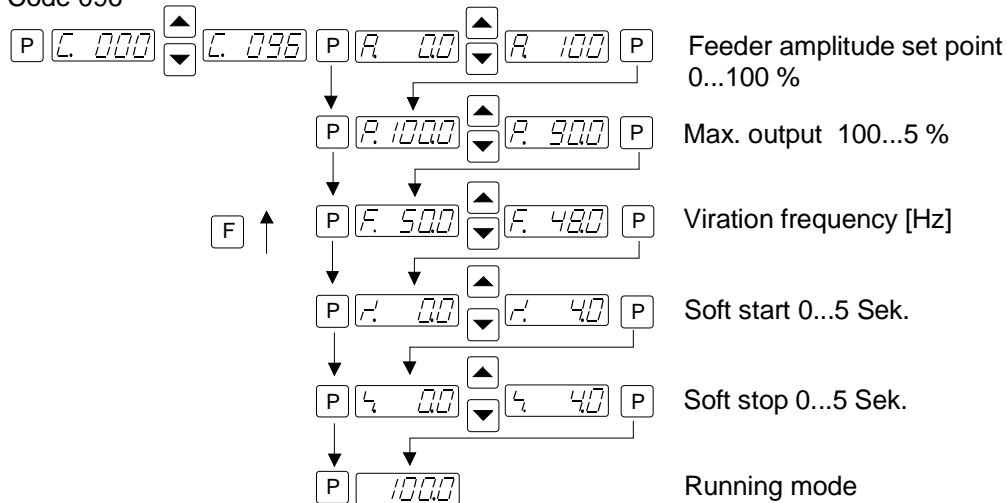 Code 096
P C. 000 C. 096 P A. 0.0 A. 100 P Feeder amplitude set point
0...100 %
P P. 100.0 P. 90.0 P Max. output 100...5 %
F P F. 50.0 F. 48.0 P Viration frequency [Hz]
P 0.0 4.0 P Soft start 0...5 Sek.
P 0.0 4.0 P Soft stop 0...5 Sek.
P 100.0 Running mode